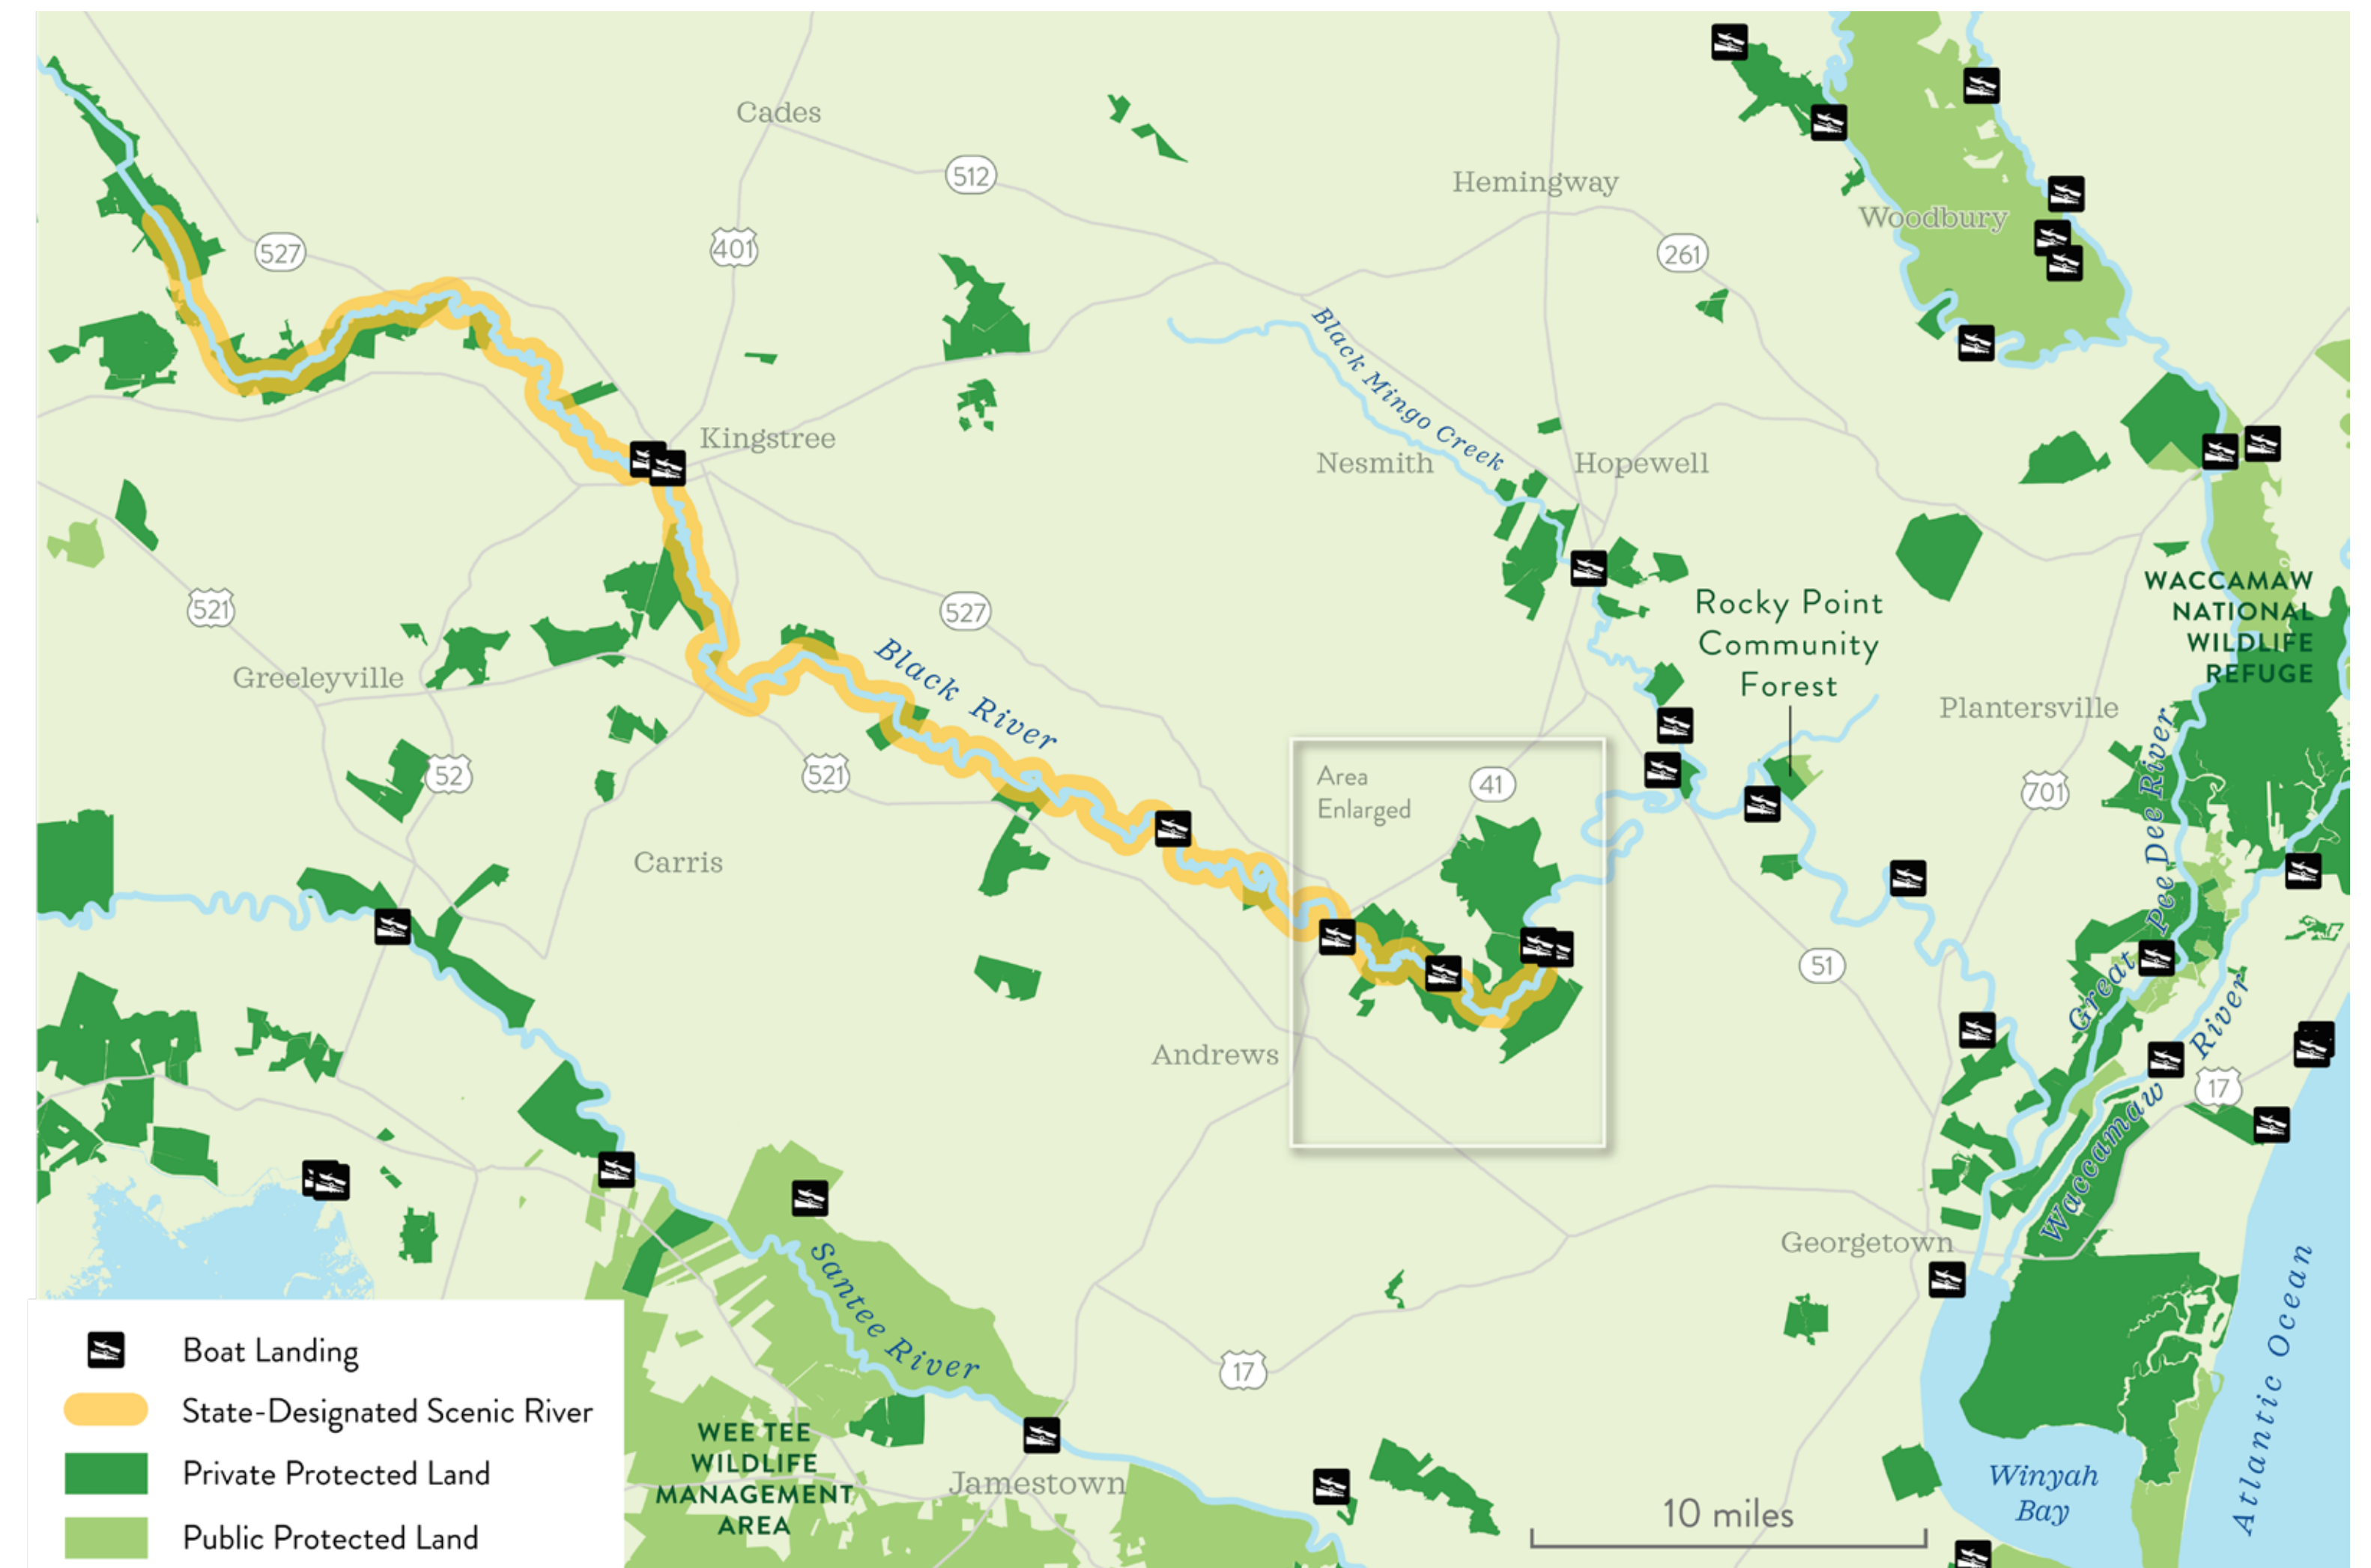 Cades
512
Hemingway
Woodbury
527
401
261
Black Mingo Creek
Kingstree
Nesmith
Hopewell
521
527
Rocky Point
Community
Forest
WACCAMAW
NATIONAL
WILDLIFE
REFUGE
Greeleyville
Black River
Plantersville
52
521
Area
Enlarged
41
701
Great Pee Dee River
Carris
51
Andrews
Waccamaw River
17
Georgetown
Santee River
Atlantic Ocean
17
Boat Landing
State-Designated Scenic River
Private Protected Land
Public Protected Land
WEE TEE
WILDLIFE
MANAGEMENT
AREA
Jamestown
10 miles
Winyah
Bay